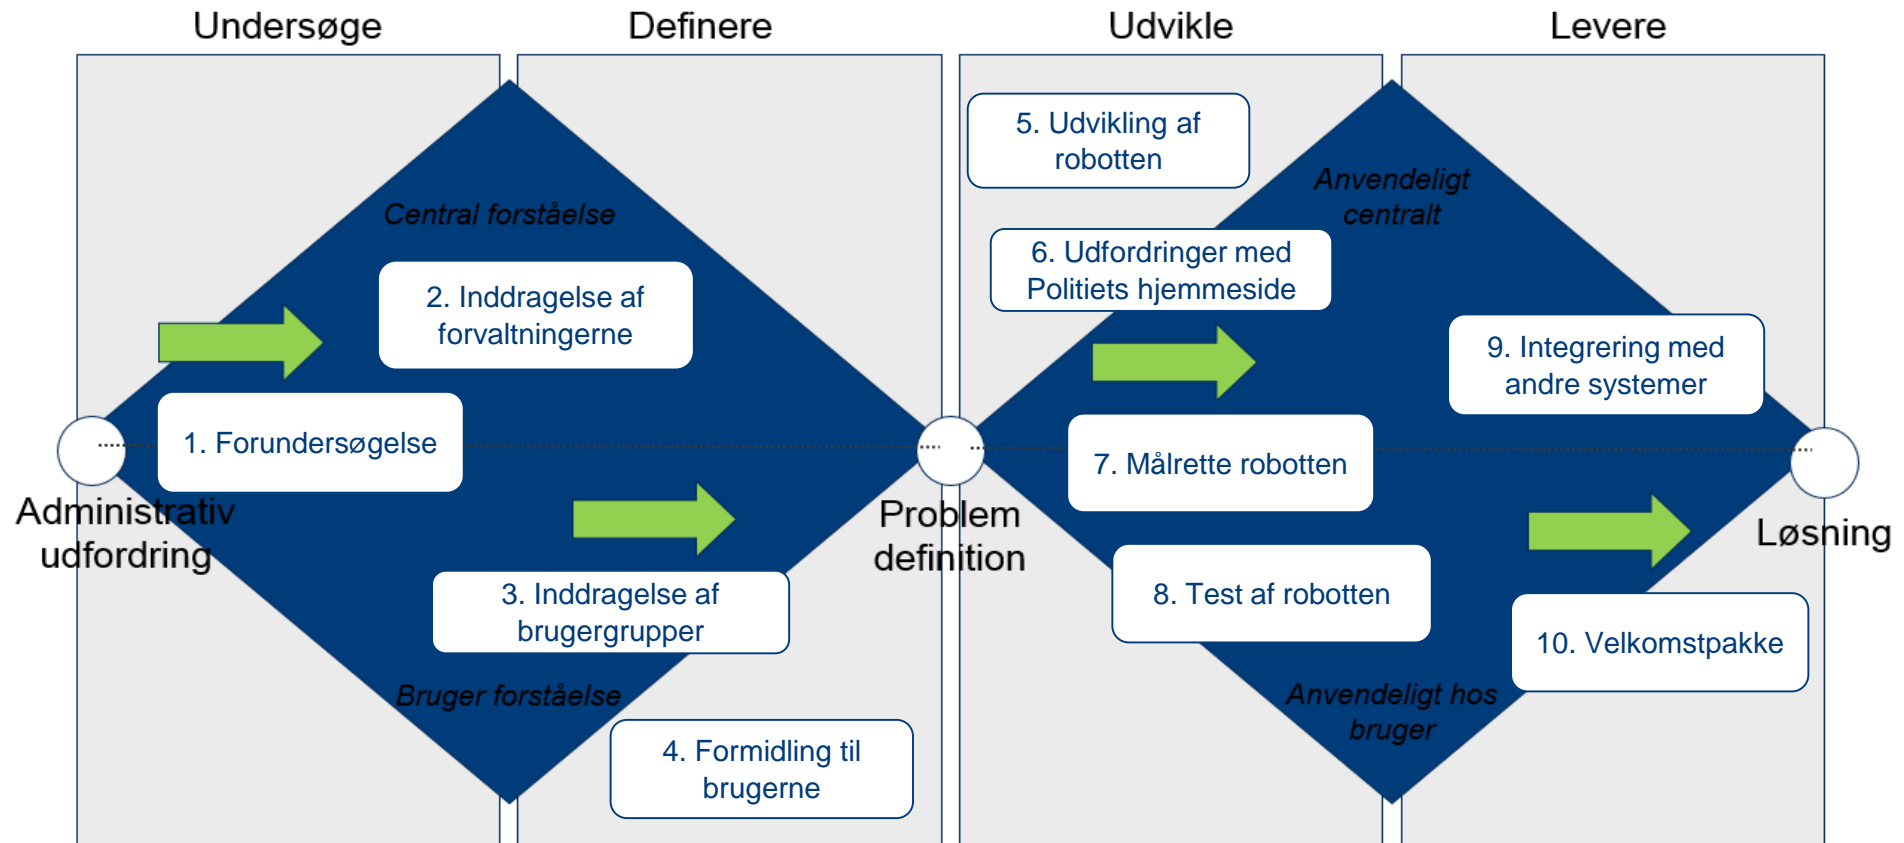 Undersøge
Definere
Udvikle
Levere
Central forståelse
2. Inddragelse af
forvaltningerne
1. Forundersøgelse
Administrativ
udfordring
3. Inddragelse af
brugergrupper
Bruger forståelse
4. Formidling til
brugerne
Problem
definition
5. Udvikling af
robotten
Anvendeligt
centralt
6. Udfordringer med
Politiets hjemmeside
9. Integrering med
andre systemer
7. Målrette robotten
Løsning
8. Test af robotten
10. Velkomstpakke
Anvendeligt hos
bruger